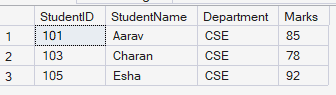 StudentID StudentName Department Marks
1 101 Aarav CSE 85
2 103 Charan CSE 78
3 105 Esha CSE 92